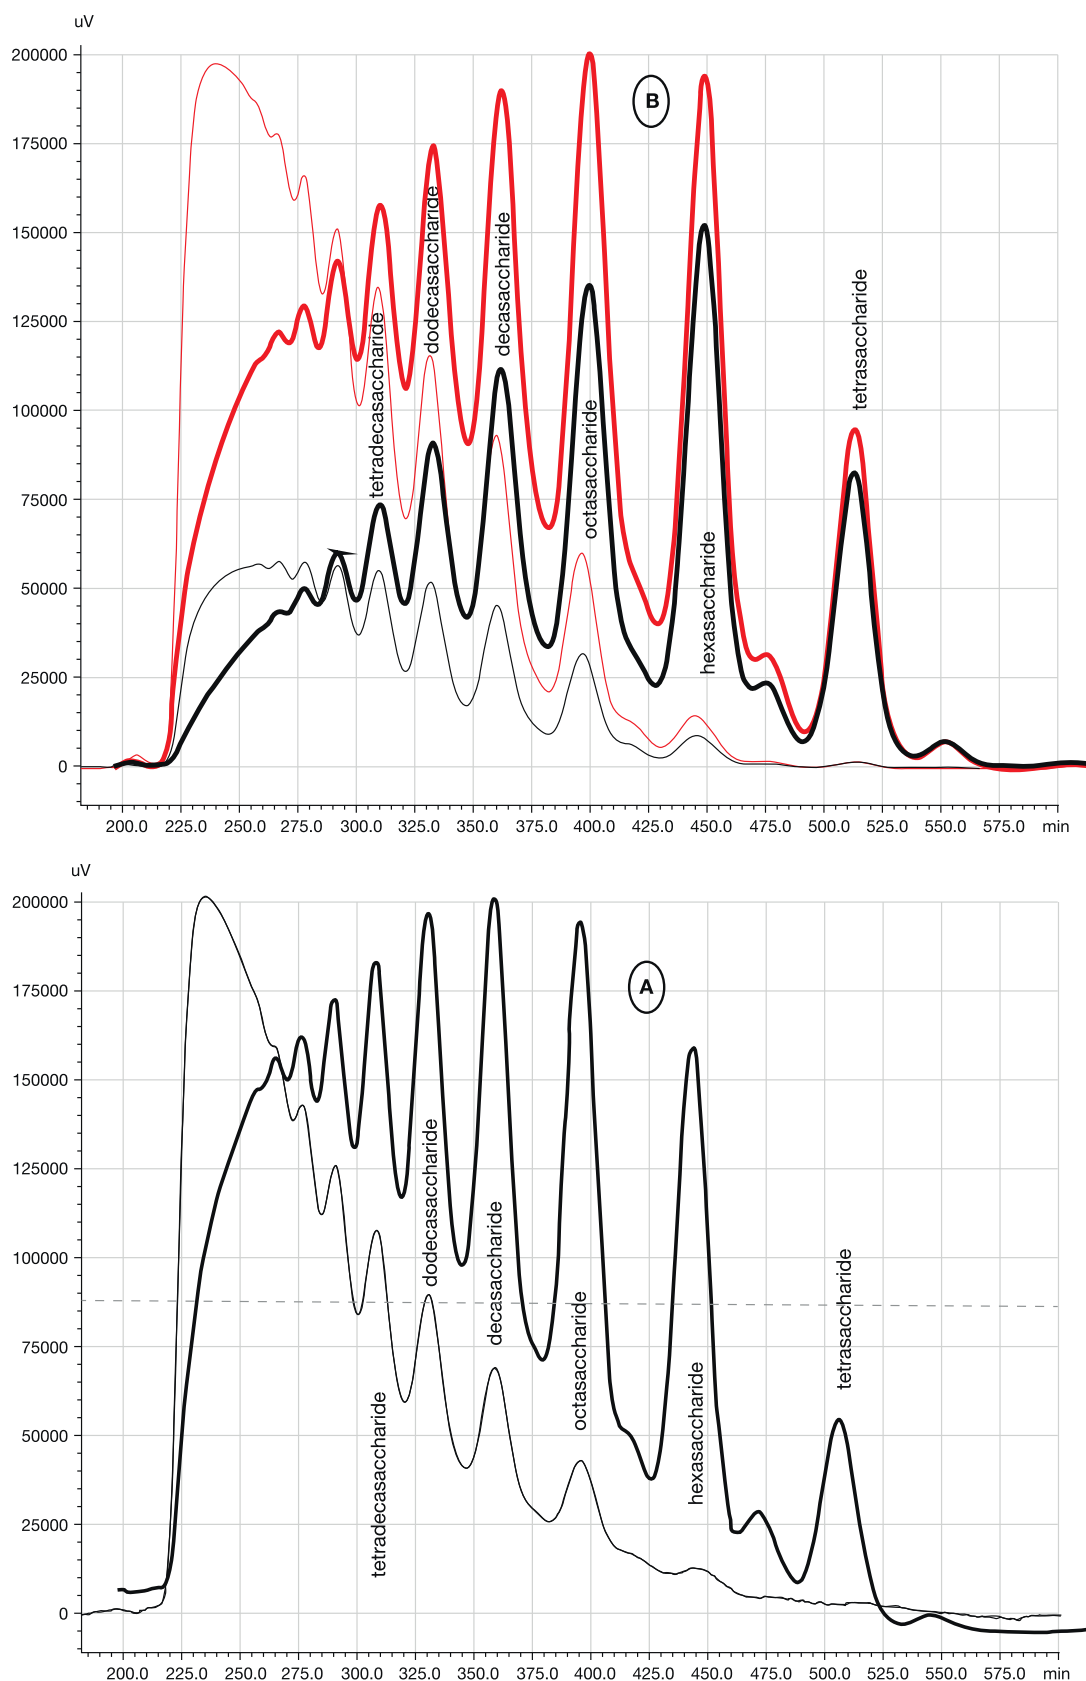 uV
200000
175000
150000
125000
100000
75000
50000
25000
0
B
tetradecasaccharide
dodecasaccharide
decasaccharide
octasaccharide
hexasaccharide
tetrasaccharide
200.0 225.0 250.0 275.0 300.0 325.0 350.0 375.0 400.0 425.0 450.0 475.0 500.0 525.0 550.0 575.0 min
uV
200000
175000
150000
125000
100000
75000
50000
25000
0
A
tetradecasaccharide
dodecasaccharide
decasaccharide
octasaccharide
hexasaccharide
tetrasaccharide
200.0 225.0 250.0 275.0 300.0 325.0 350.0 375.0 400.0 425.0 450.0 475.0 500.0 525.0 550.0 575.0 min